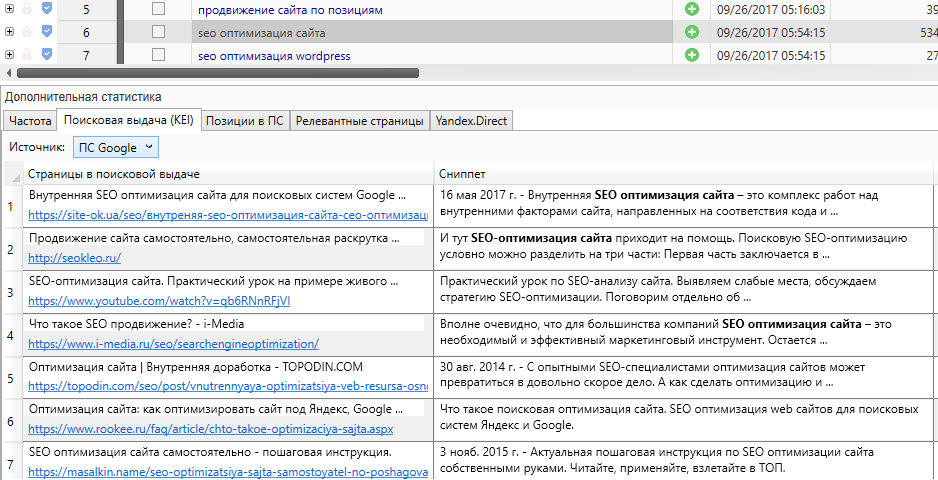 5 продвижение сайта по позициям 09/26/2017 05:16:03 39
6 seo оптимизация сайта 09/26/2017 05:54:15 534
7 seo оптимизация wordpress 09/26/2017 05:54:15 27
Дополнительная статистика
Частота Поисковая выдача (KEI) Позиции в ПС Релевантные страницы Yandex.Direct
Источник: ПС Google
Страницы в поисковой выдаче Сниппет
1 Внутренняя SEO оптимизация сайта для поисковых систем Google ...
https://site-ok.ua/seo/внутреняя-seo-оптимизация-сайта-сео-оптимизац
16 мая 2017 г. - Внутренняя SEO оптимизация сайта – это комплекс работ над
внутренними факторами сайта, направленных на соответствия кода и ...
2 Продвижение сайта самостоятельно, самостоятельная раскрутка ...
http://seokleo.ru/
И тут SEO-оптимизация сайта приходит на помощь. Поисковую SEO-оптимизацию
условно можно разделить на три части: Первая часть заключается в ...
3 SEO-оптимизация сайта. Практический урок на примере живого ...
https://www.youtube.com/watch?v=qb6RNnRFjVI
Практический урок по SEO-анализу сайта. Выявляем слабые места, обсуждаем
стратегию SEO-оптимизации. Поговорим отдельно об ...
4 Что такое SEO продвижение? - i-Media
https://www.i-media.ru/seo/searchengineoptimization/
Вполне очевидно, что для большинства компаний SEO оптимизация сайта – это
необходимый и эффективный маркетинговый инструмент. Остается ...
5 Оптимизация сайта | Внутренняя доработка - TOPODIN.COM
https://topodin.com/seo/post/vnutrennyaya-optimizatsiya-veb-resursa-osno
30 авг. 2014 г. - С опытными SEO-специалистами оптимизация сайтов может
превратиться в довольно скорое дело. А как сделать оптимизацию и ...
6 Оптимизация сайта: как оптимизировать сайт под Яндекс, Google ...
https://www.rookee.ru/faq/article/chto-takoe-optimizaciya-sajta.aspx
Что такое поисковая оптимизация сайта. SEO оптимизация web сайтов для поисковых
систем Яндекс и Google.
7 SEO оптимизация сайта самостоятельно - пошаговая инструкция.
https://masalkin.name/seo-optimizatsiya-sajta-samostoyatel-no-poshagova
3 нояб. 2015 г. - Актуальная пошаговая инструкция по SEO оптимизации сайта
собственными руками. Читайте, применяйте, взлетайте в ТОП.